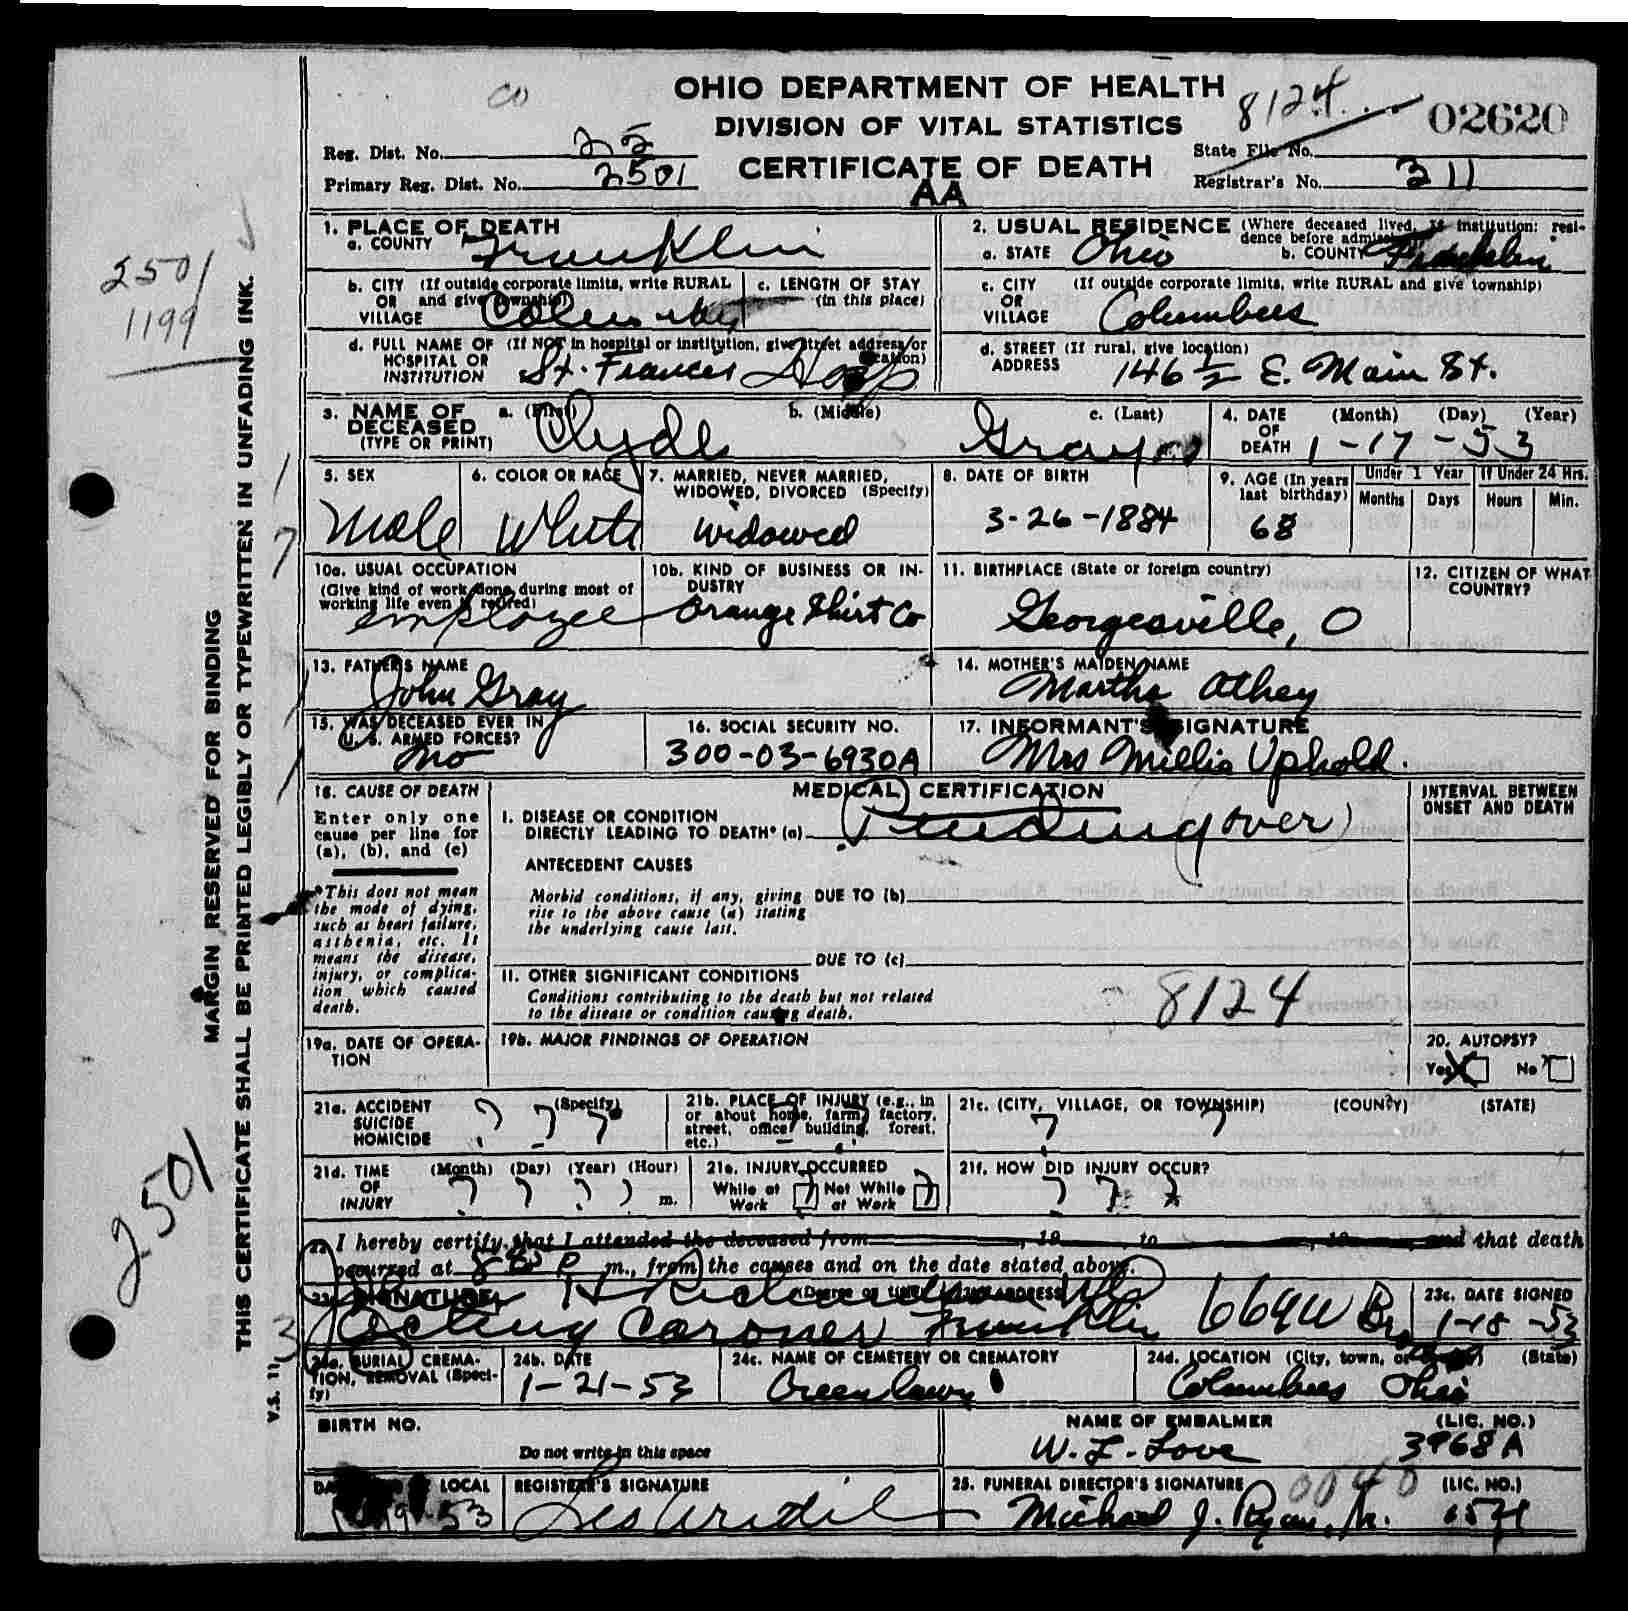 OHIO DEPARTMENT OF HEALTH
DIVISION OF VITAL STATISTICS
CERTIFICATE OF DEATH
AA
8124
02620
Reg. Dist. No. 25
Primary Reg. Dist. No. 2501
State File No.
Registrar's No. 311
2501
1199
1. PLACE OF DEATH
a. COUNTY Franklin
2. USUAL RESIDENCE (Where deceased lived. If institution: residence before admission)
a. STATE Ohio b. COUNTY Franklin
b. CITY (If outside corporate limits, write RURAL
OR and give township)
VILLAGE Columbus
c. LENGTH OF STAY
(in this place)
c. CITY (If outside corporate limits, write RURAL and give township)
OR
VILLAGE Columbus
d. FULL NAME OF (If NOT in hospital or institution, give street address or location)
HOSPITAL OR
INSTITUTION St. Frances Hosp
d. STREET (If rural, give location)
ADDRESS 146 1/2 E. Main St.
3. NAME OF DECEASED
(TYPE OR PRINT)
a. (First) b. (Middle) c. (Last)
Clyde Gray
4. DATE OF DEATH (Month) (Day) (Year)
1-17-53
5. SEX
Male
6. COLOR OR RACE
White
7. MARRIED, NEVER MARRIED,
WIDOWED, DIVORCED (Specify)
Widowed
8. DATE OF BIRTH
3-26-1884
9. AGE (In years
last birthday)
68
Under 1 Year
Months Days
If Under 24 Hrs.
Hours Min.
10a. USUAL OCCUPATION
(Give kind of work done during most of
working life even if retired)
employee
10b. KIND OF BUSINESS OR IN-
DUSTRY
Orange Shirt Co
11. BIRTHPLACE (State or foreign country)
Georgesville, O
12. CITIZEN OF WHAT
COUNTRY?
13. FATHER'S NAME
John Gray
14. MOTHER'S MAIDEN NAME
Martha Athey
15. WAS DECEASED EVER IN
U. S. ARMED FORCES?
no
16. SOCIAL SECURITY NO.
300-03-6930A
17. INFORMANT'S SIGNATURE
Mrs Millie Uphold.
18. CAUSE OF DEATH
Enter only one
cause per line for
(a), (b), and (c)
*This does not mean
the mode of dying,
such as heart failure,
asthenia, etc. It
means the disease,
injury, or complica-
tion which caused
death.
MEDICAL CERTIFICATION
INTERVAL BETWEEN
ONSET AND DEATH
I. DISEASE OR CONDITION
DIRECTLY LEADING TO DEATH* (a) Pending (over)
ANTECEDENT CAUSES
Morbid conditions, if any, giving DUE TO (b)
rise to the above cause (a) stating
the underlying cause last.
DUE TO (c)
II. OTHER SIGNIFICANT CONDITIONS
Conditions contributing to the death but not related
to the disease or condition causing death.
8124
19a. DATE OF OPERA-
TION
19b. MAJOR FINDINGS OF OPERATION
20. AUTOPSY?
Yes X No
21a. ACCIDENT (Specify)
SUICIDE
HOMICIDE
? ? ?
21b. PLACE OF INJURY (e.g., in
or about home, farm, factory,
street, office building, forest,
etc.)
21c. (CITY, VILLAGE, OR TOWNSHIP) (COUNTY) (STATE)
? ?
21d. TIME (Month) (Day) (Year) (Hour)
OF
INJURY ? ? ? ? m.
21e. INJURY OCCURRED
While at Work ? Not While at Work ?
21f. HOW DID INJURY OCCUR?
? ? ?
22. I hereby certify that I attended the deceased from , 19 , to , 19 , and that death
occurred at P m., from the causes and on the date stated above.
23a. SIGNATURE (Degree or title) 23b. ADDRESS
H Richardson MD
Acting Coroner Franklin
23c. DATE SIGNED
1-18-53
24a. BURIAL, CREMA-
TION, REMOVAL (Speci-
fy)
24b. DATE
1-21-53
24c. NAME OF CEMETERY OR CREMATORY
Green Lawn
24d. LOCATION (City, town, or county) (State)
Columbus Ohio
BIRTH NO.
Do not write in this space
NAME OF EMBALMER (LIC. NO.)
W. F. Love 3968A
LOCAL
53
REGISTRAR'S SIGNATURE
25. FUNERAL DIRECTOR'S SIGNATURE (LIC. NO.)
0040
Michael J. Ryan, Jr.
MARGIN RESERVED FOR BINDING
THIS CERTIFICATE SHALL BE PRINTED LEGIBLY OR TYPEWRITTEN IN UNFADING INK.
2501
V.S. 11